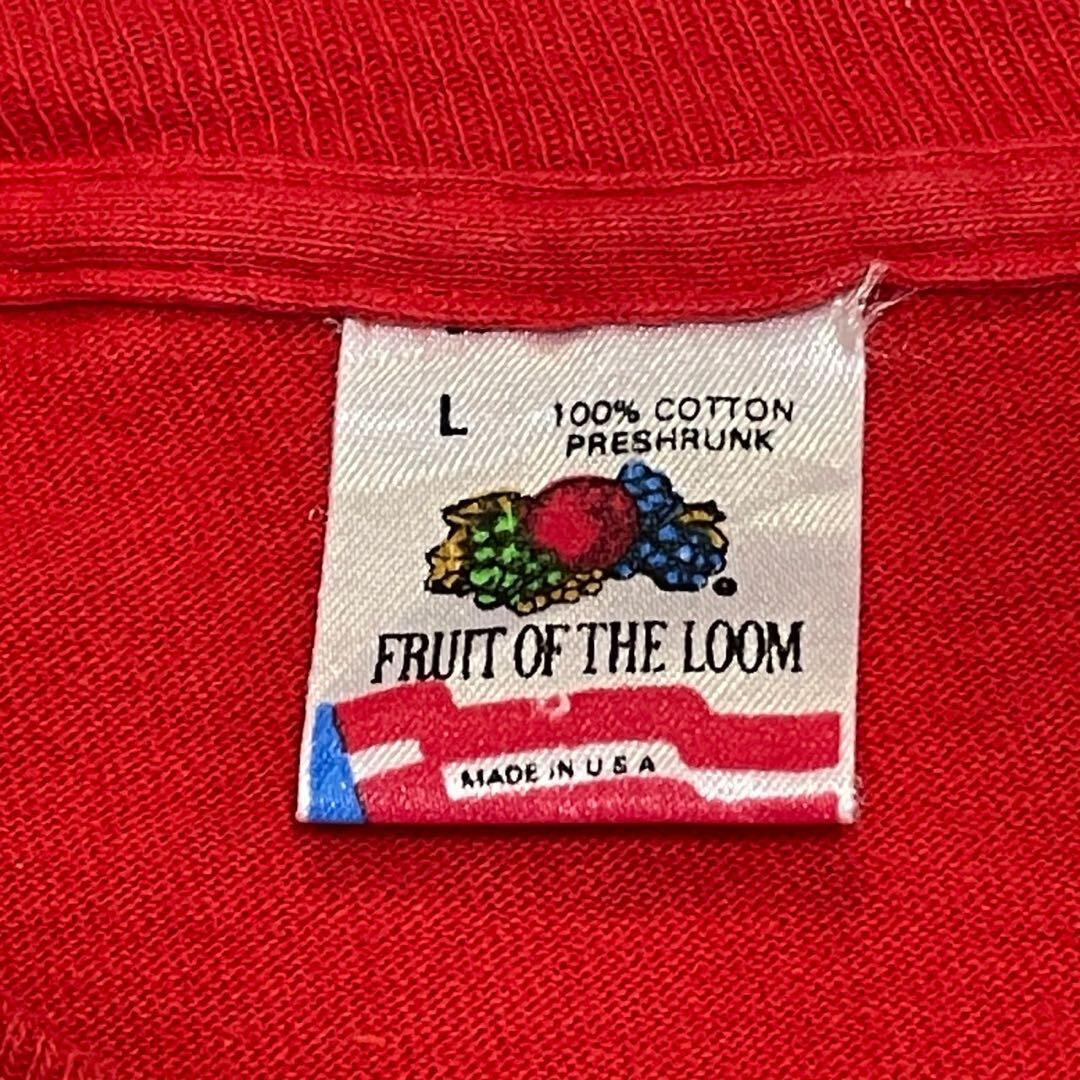 L
100% COTTON
PRESHRUNK
FRUIT OF THE LOOM
MADE IN U S A